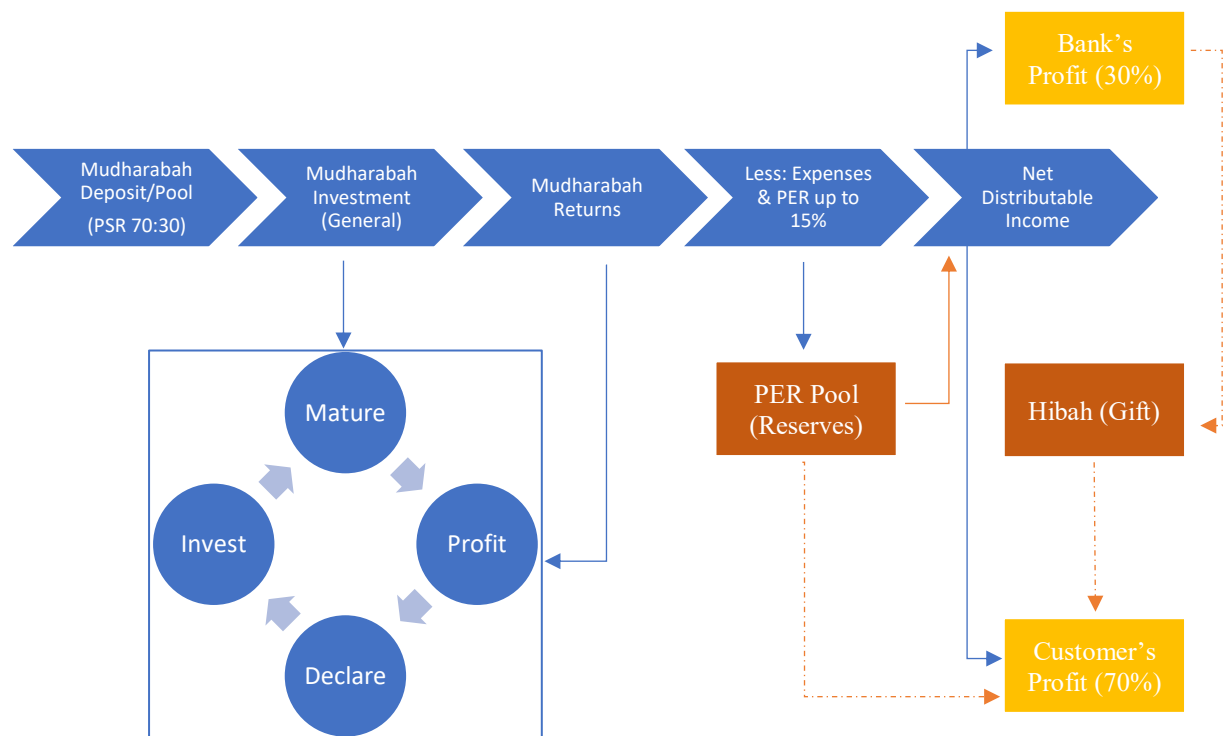 Bank’s
Profit (30%)
Mudharabah
Deposit/Pool
(PSR 70:30)
Mudharabah
Investment
(General)
Mudharabah
Returns
Less: Expenses
& PER up to
15%
Net
Distributable
Income
Mature
Invest
Profit
Declare
PER Pool
(Reserves)
Hibah (Gift)
Customer’s
Profit (70%)